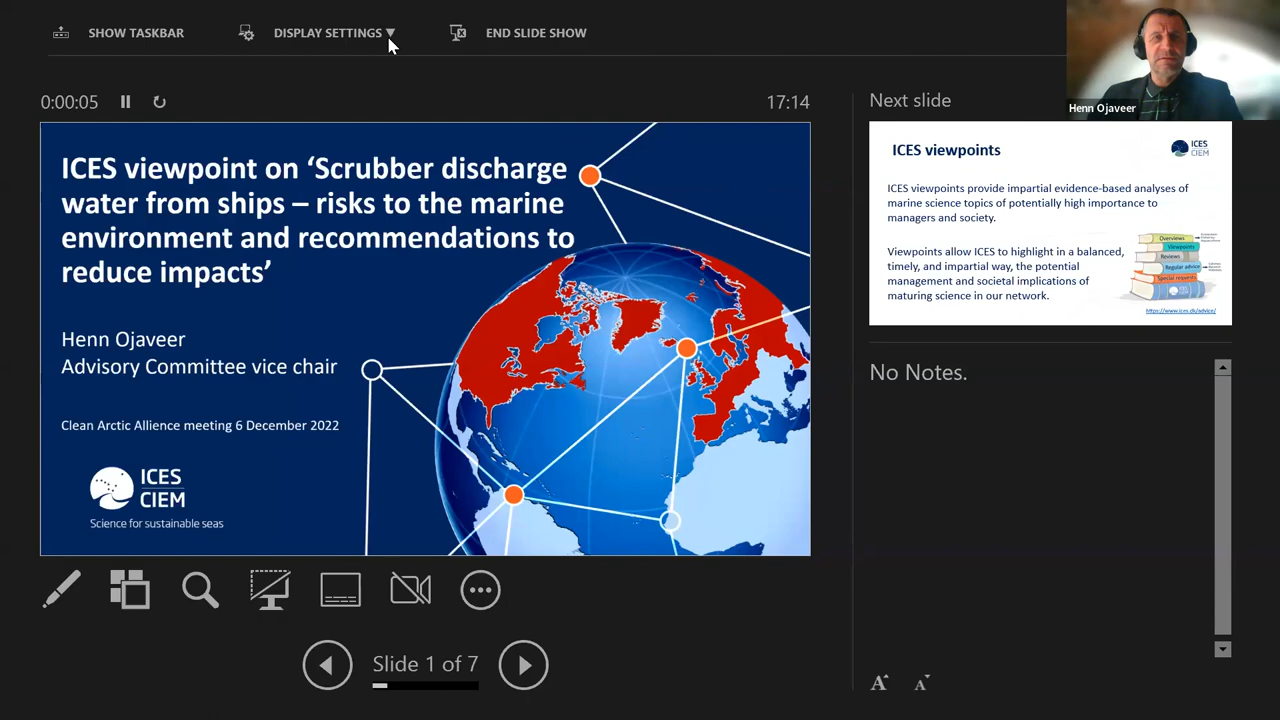 SHOW TASKBAR
DISPLAY SETTINGS ▼
END SLIDE SHOW
0:00:05
17:14
Next slide
Henn Ojaveer
ICES viewpoint on ‘Scrubber discharge
water from ships – risks to the marine
environment and recommendations to
reduce impacts’
Henn Ojaveer
Advisory Committee vice chair
Clean Arctic Allience meeting 6 December 2022
ICES
CIEM
Science for sustainable seas
ICES viewpoints
ICES
CIEM
ICES viewpoints provide impartial evidence-based analyses of
marine science topics of potentially high importance to
managers and society.
Viewpoints allow ICES to highlight in a balanced,
timely, and impartial way, the potential
management and societal implications of
maturing science in our network.
Overviews
Viewpoints
Reviews
Regular advice
Special requests
https://www.ices.dk/advice/
No Notes.
Slide 1 of 7
A
A